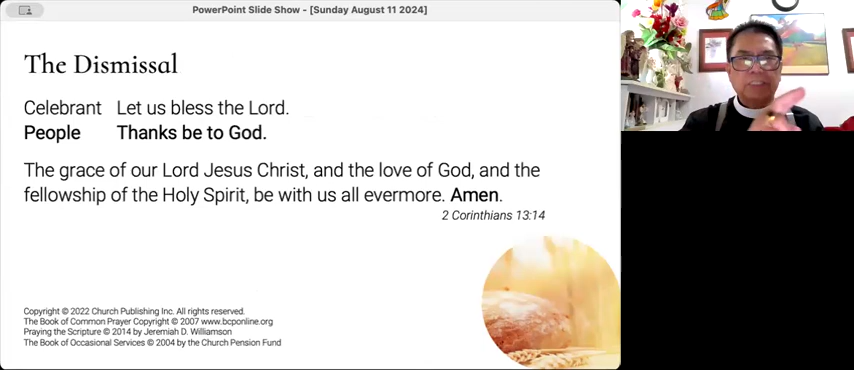 PowerPoint Slide Show - [Sunday August 11 2024]
The Dismissal
Celebrant Let us bless the Lord.
People Thanks be to God.
The grace of our Lord Jesus Christ, and the love of God, and the
fellowship of the Holy Spirit, be with us all evermore. Amen.
2 Corinthians 13:14
Copyright © 2022 Church Publishing Inc. All rights reserved.
The Book of Common Prayer Copyright © 2007 www.bcponline.org
Praying the Scripture © 2014 by Jeremiah D. Williamson
The Book of Occasional Services © 2004 by the Church Pension Fund